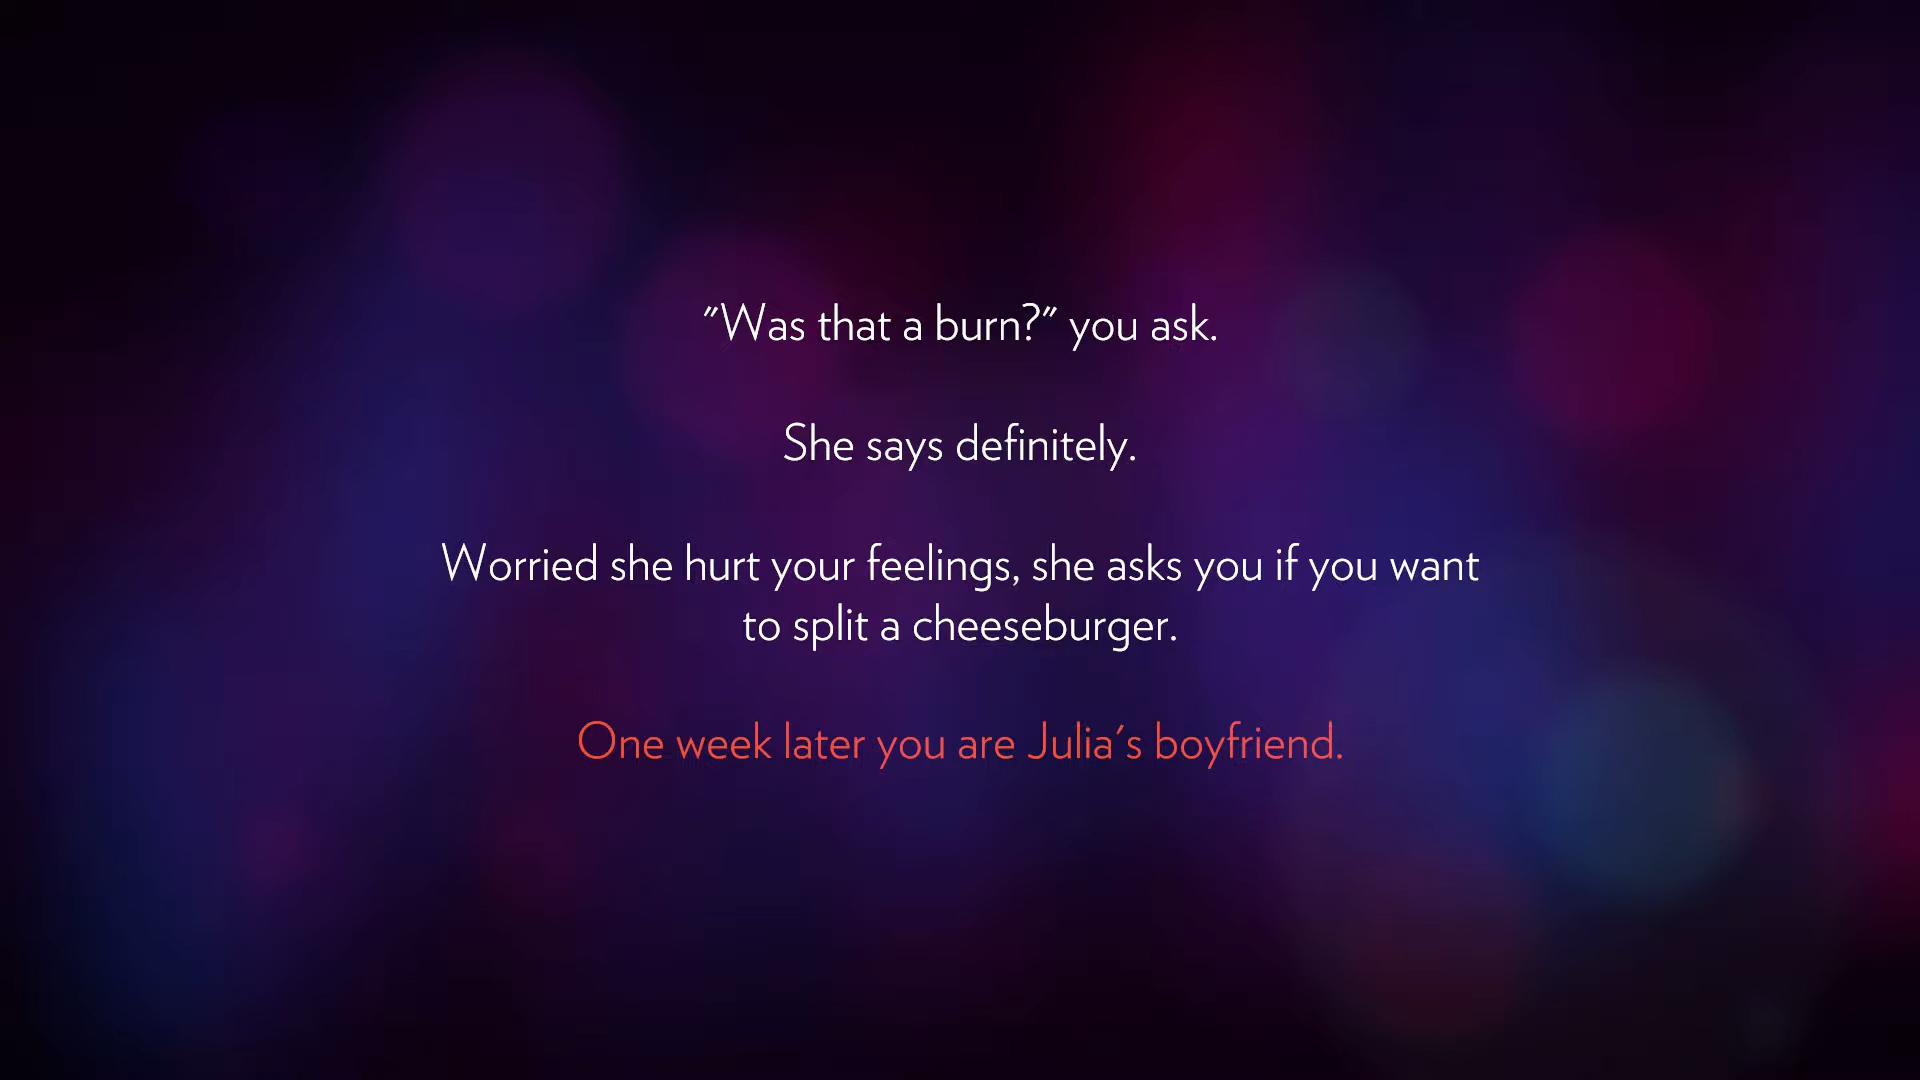 "Was that a burn?" you ask.
She says definitely.
Worried she hurt your feelings, she asks you if you want
to split a cheeseburger.
One week later you are Julia's boyfriend.